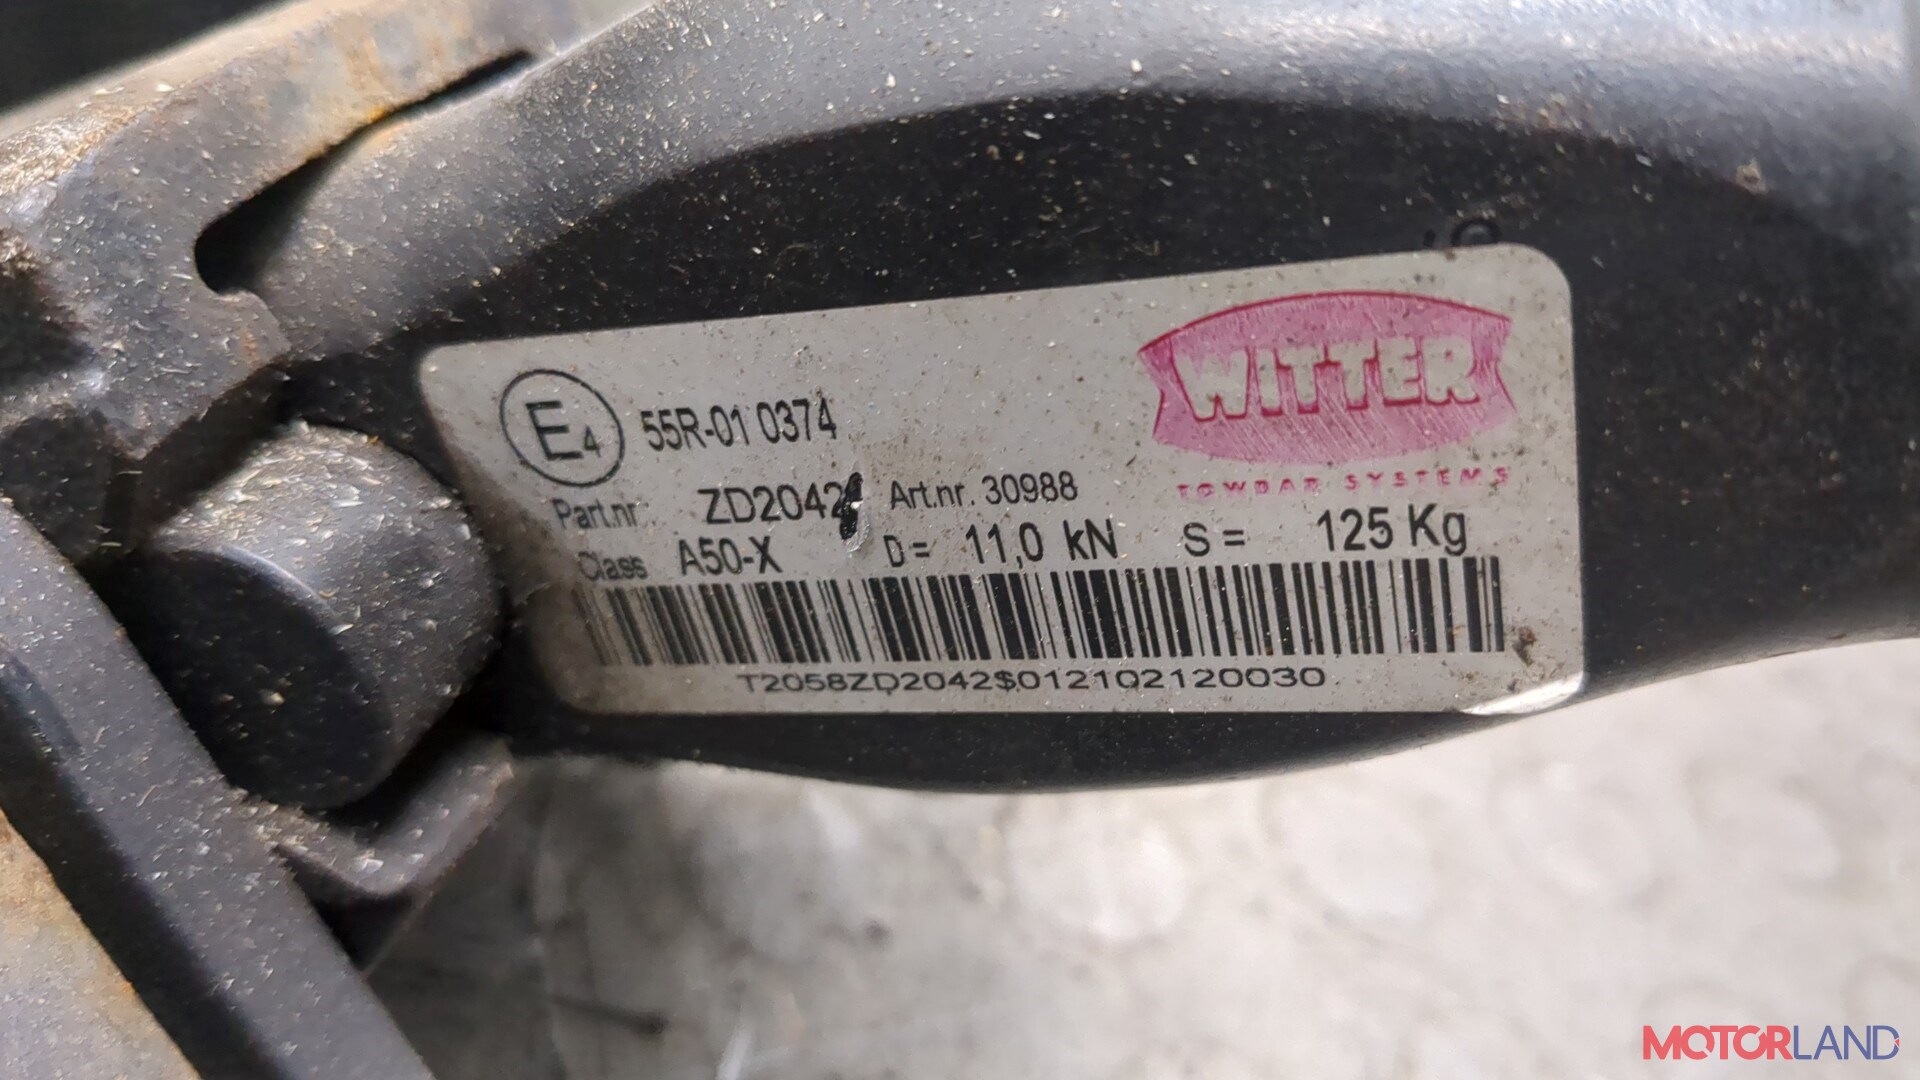 WITTER
TOWBAR SYSTEMS
E4 55R-01 0374
Part.nr ZD2042 Art.nr. 30988
Class A50-X D = 11,0 kN S = 125 Kg
T2058ZD2042$012102120030
MOTORLAND